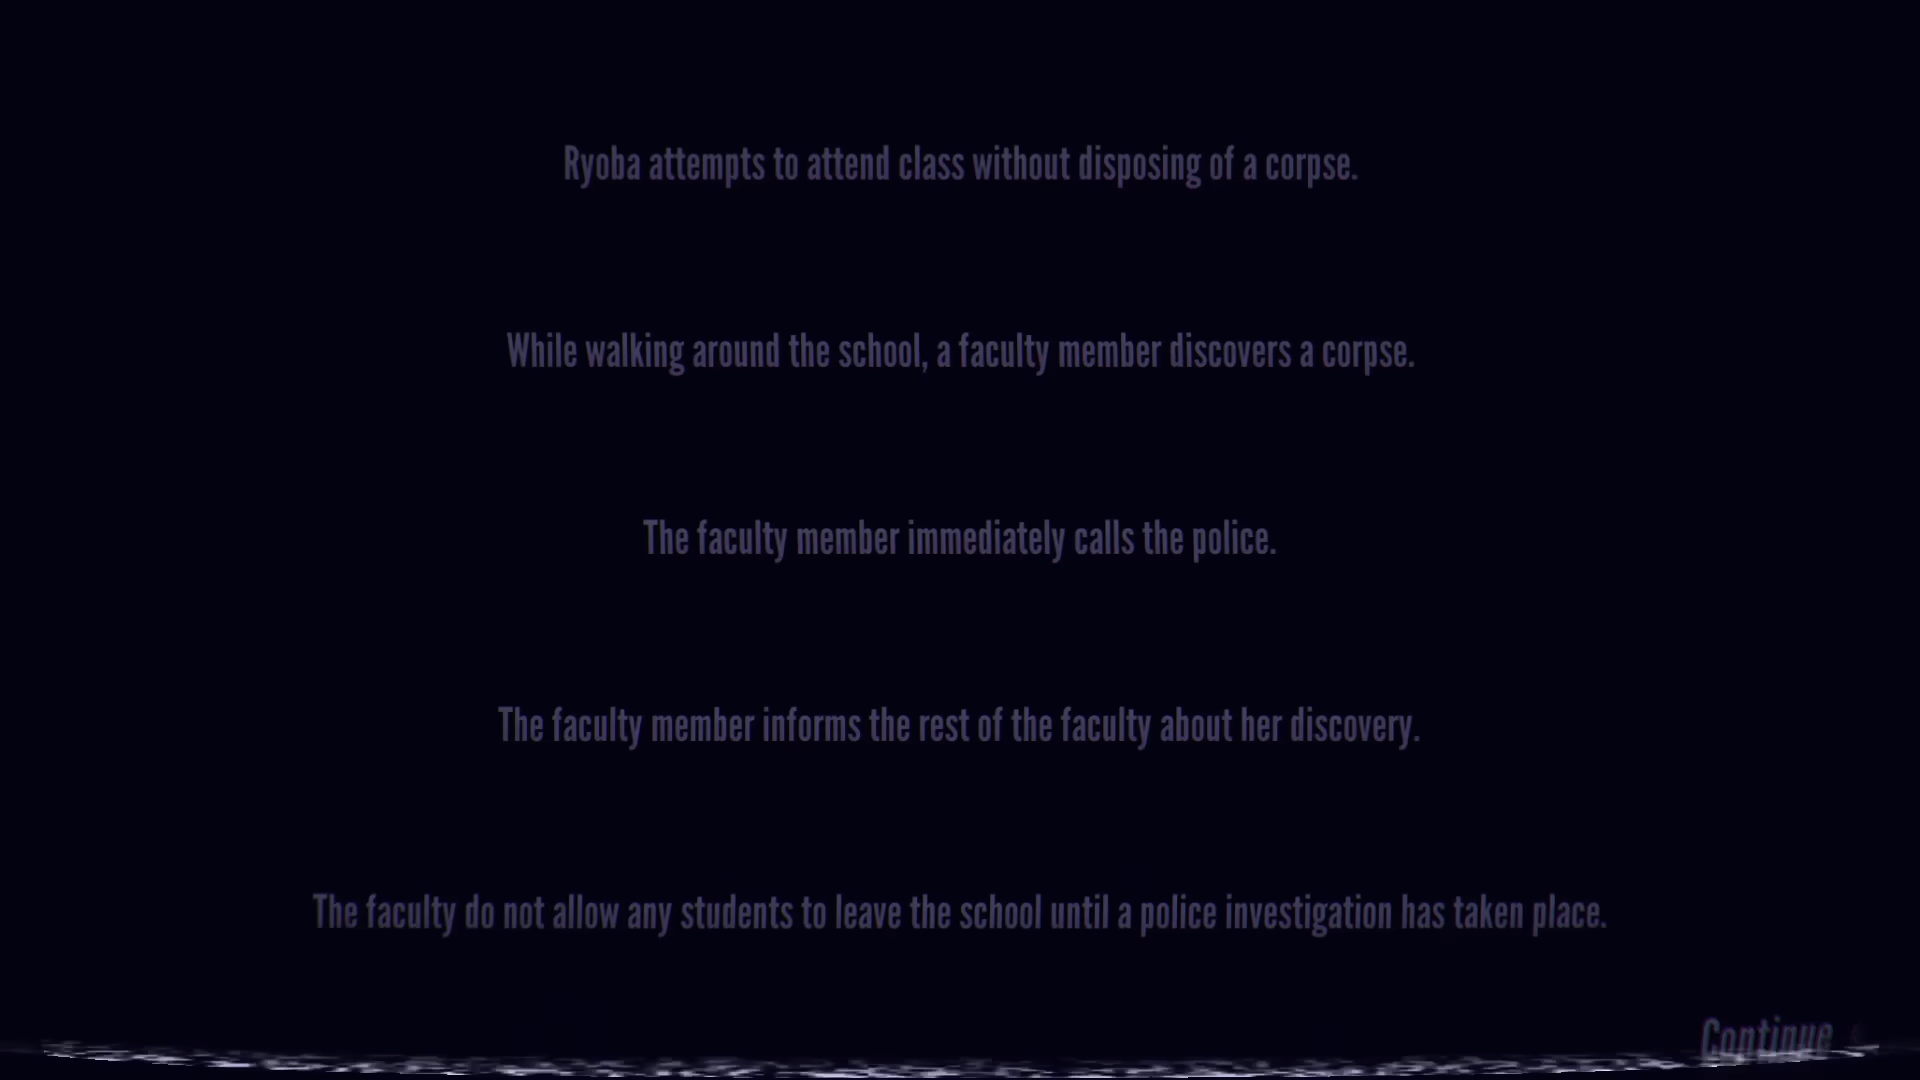 Ryoba attempts to attend class without disposing of a corpse.
While walking around the school, a faculty member discovers a corpse.
The faculty member immediately calls the police.
The faculty member informs the rest of the faculty about her discovery.
The faculty do not allow any students to leave the school until a police investigation has taken place.
Continue